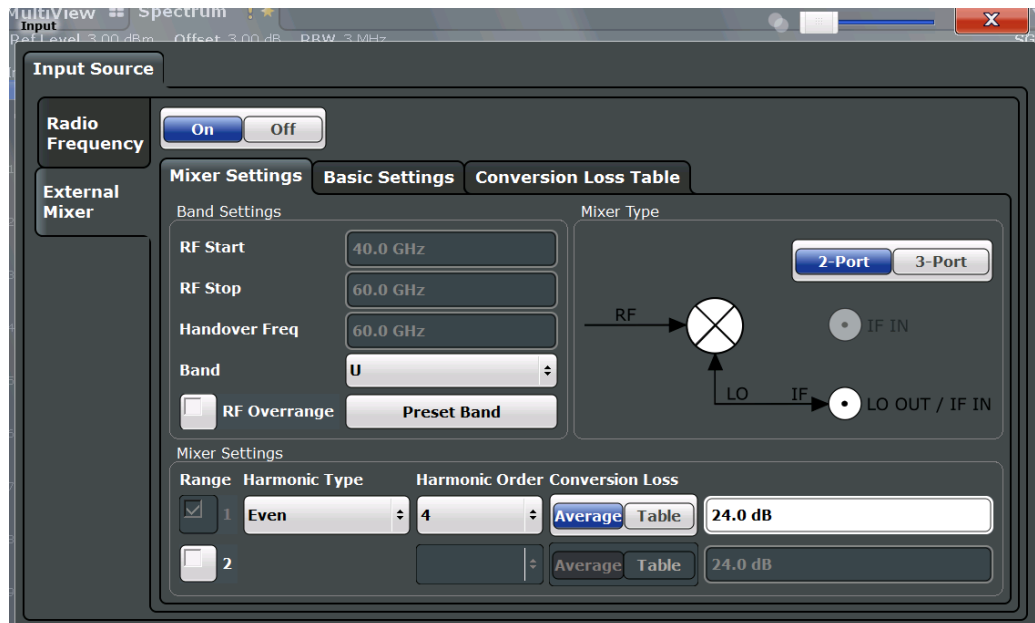 MultiView Spectrum
Input
Ref Level 3.00 dBm Offset 3.00 dB RBW 3 MHz
SG
Input Source
Radio
Frequency
External
Mixer
On Off
Mixer Settings Basic Settings Conversion Loss Table
Band Settings
RF Start 40.0 GHz
RF Stop 60.0 GHz
Handover Freq 60.0 GHz
Band U
RF Overrange Preset Band
Mixer Type
2-Port 3-Port
RF
IF IN
LO IF
LO OUT / IF IN
Mixer Settings
Range Harmonic Type Harmonic Order Conversion Loss
1 Even 4 Average Table 24.0 dB
2 Average Table 24.0 dB